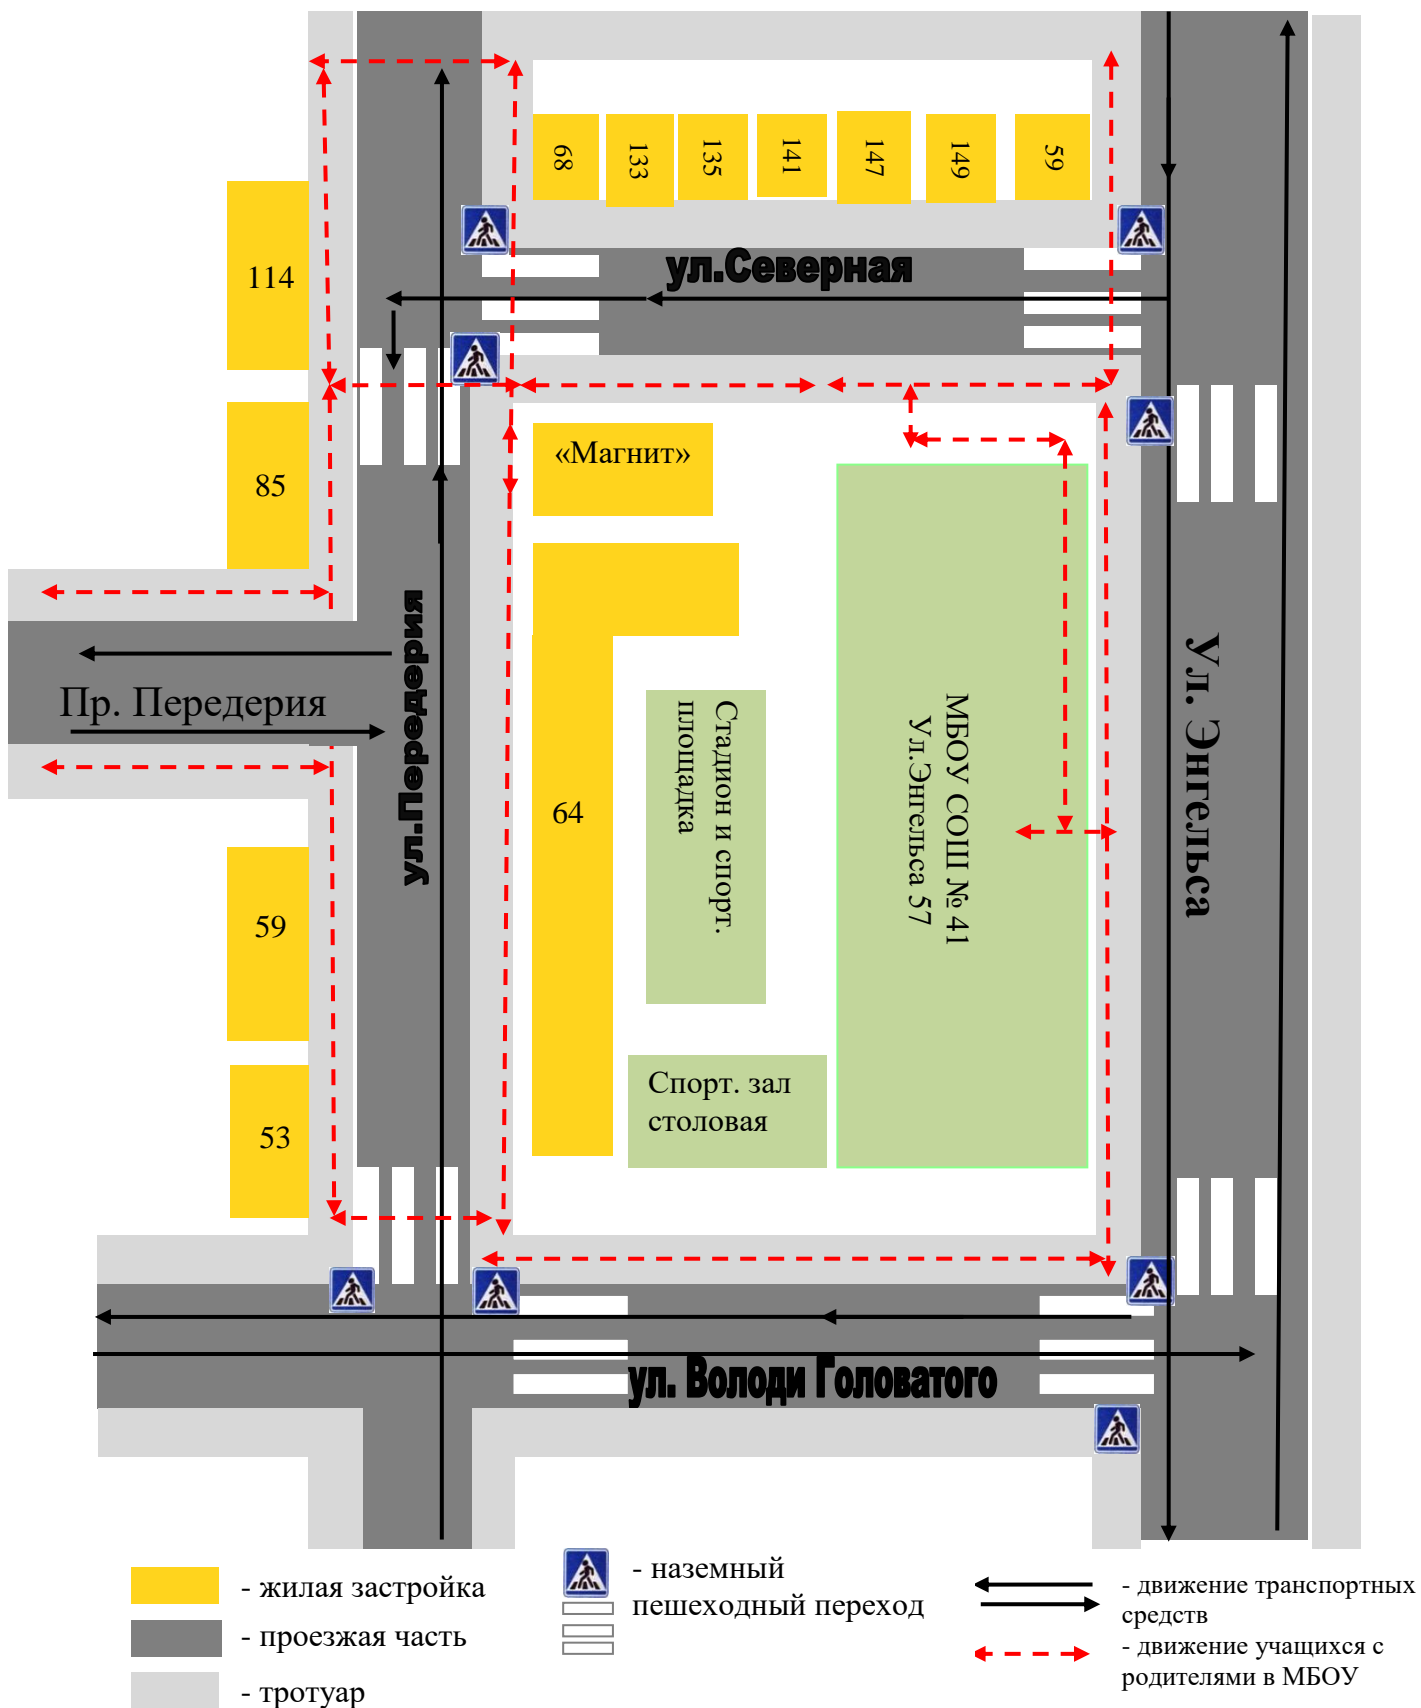 68
133
135
141
147
149
59
ул.Северная
114
«Магнит»
85
ул.Передерия
Пр. Передерия
Ул. Энгельса
Стадион и спорт.
площадка
МБОУ СОШ № 41
Ул.Энгельса 57
64
59
53
Спорт. зал
столовая
ул. Володи Головатого
- жилая застройка
- проезжая часть
- тротуар
- наземный
пешеходный переход
- движение транспортных
средств
- движение учащихся с
родителями в МБОУ